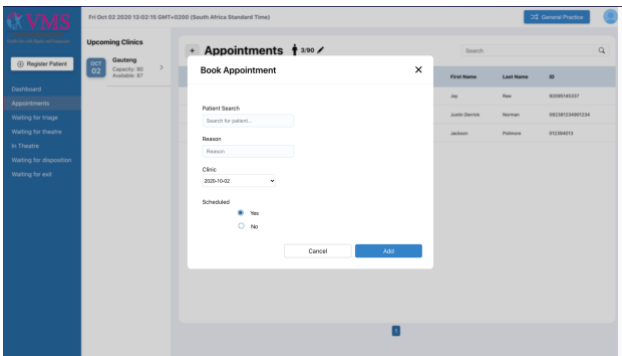 VMS
Fri Oct 02 2020 13:02:10 GMT+0200 (South Africa Standard Time)
General Practice
Register Patient
Dashboard
Appointments
Waiting for triage
Waiting for theatre
In Theatre
Waiting for disposition
Waiting for exit
Upcoming Clinics
OCT
02
Gauteng
Capacity: 90
Available: 87
+ Appointments 3/90
Search
First Name Last Name ID
Jay
Justin Derrick Norman
Jackson
Book Appointment
Patient Search
Search for patient...
Reason
Reason
Clinic
2020-10-02
Scheduled
Yes
No
Cancel Add
1